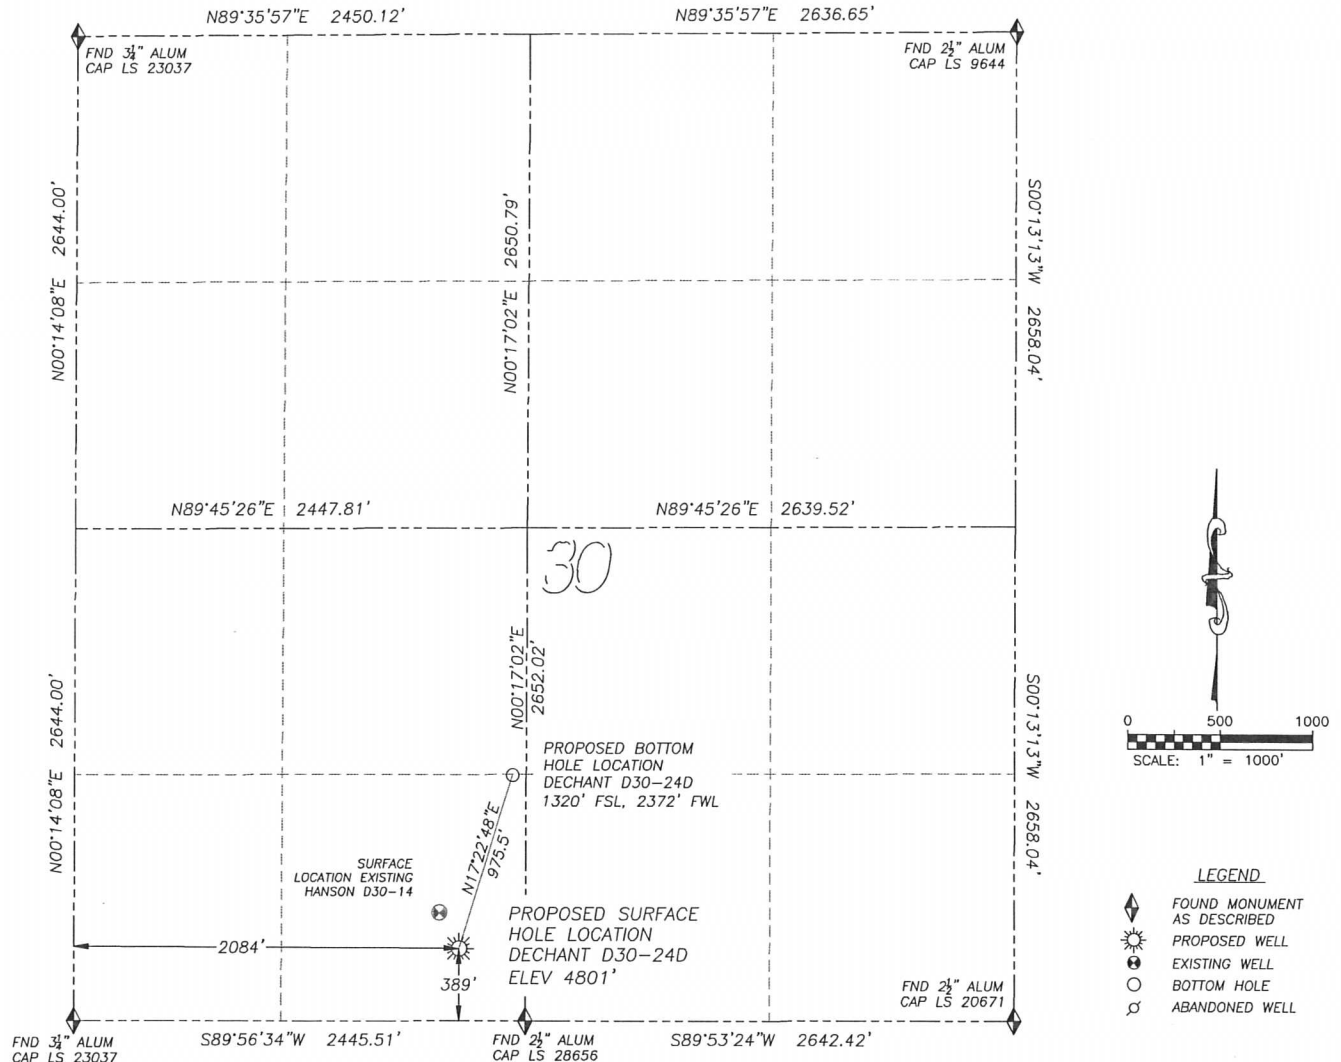 N89°35'57"E 2450.12'
N89°35'57"E 2636.65'
FND 3¼" ALUM
CAP LS 23037
FND 2½" ALUM
CAP LS 9644
N00°14'08"E 2644.00'
N00°17'02"E 2650.79'
S00°13'13"W 2658.04'
N89°45'26"E 2447.81'
N89°45'26"E 2639.52'
30
N00°17'02"E
2652.02'
N00°14'08"E 2644.00'
S00°13'13"W 2658.04'
PROPOSED BOTTOM
HOLE LOCATION
DECHANT D30-24D
1320' FSL, 2372' FWL
N17°22'48"E
975.5'
SURFACE
LOCATION EXISTING
HANSON D30-14
PROPOSED SURFACE
HOLE LOCATION
DECHANT D30-24D
ELEV 4801'
2084'
389'
FND 2½" ALUM
CAP LS 20671
FND 3¼" ALUM
CAP LS 23037
S89°56'34"W 2445.51'
FND 2½" ALUM
CAP LS 28656
S89°53'24"W 2642.42'
0 500 1000
SCALE: 1" = 1000'
LEGEND
FOUND MONUMENT
AS DESCRIBED
PROPOSED WELL
EXISTING WELL
BOTTOM HOLE
ABANDONED WELL